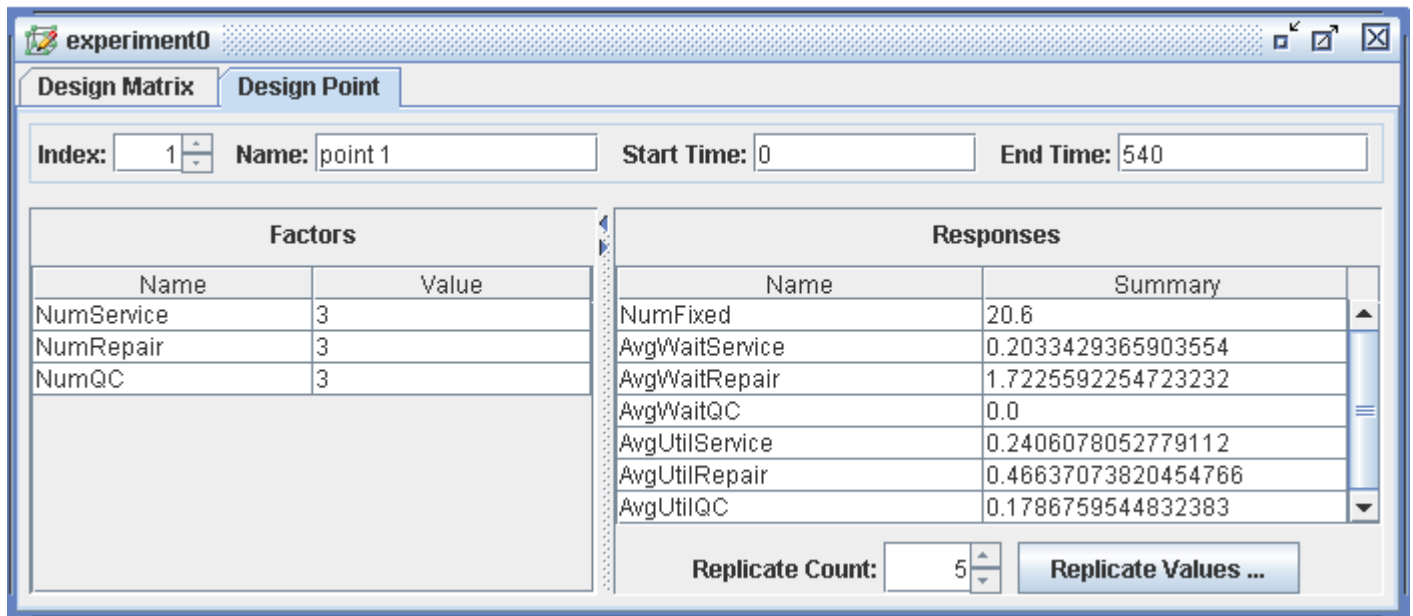 experiment0
Design Matrix Design Point
Index: 1 Name: point 1 Start Time: 0 End Time: 540
Factors
Name Value
NumService 3
NumRepair 3
NumQC 3
Responses
Name Summary
NumFixed 20.6
AvgWaitService 0.2033429365903554
AvgWaitRepair 1.7225592254723232
AvgWaitQC 0.0
AvgUtilService 0.2406078052779112
AvgUtilRepair 0.46637073820454766
AvgUtilQC 0.1786759544832383
Replicate Count: 5 Replicate Values ...